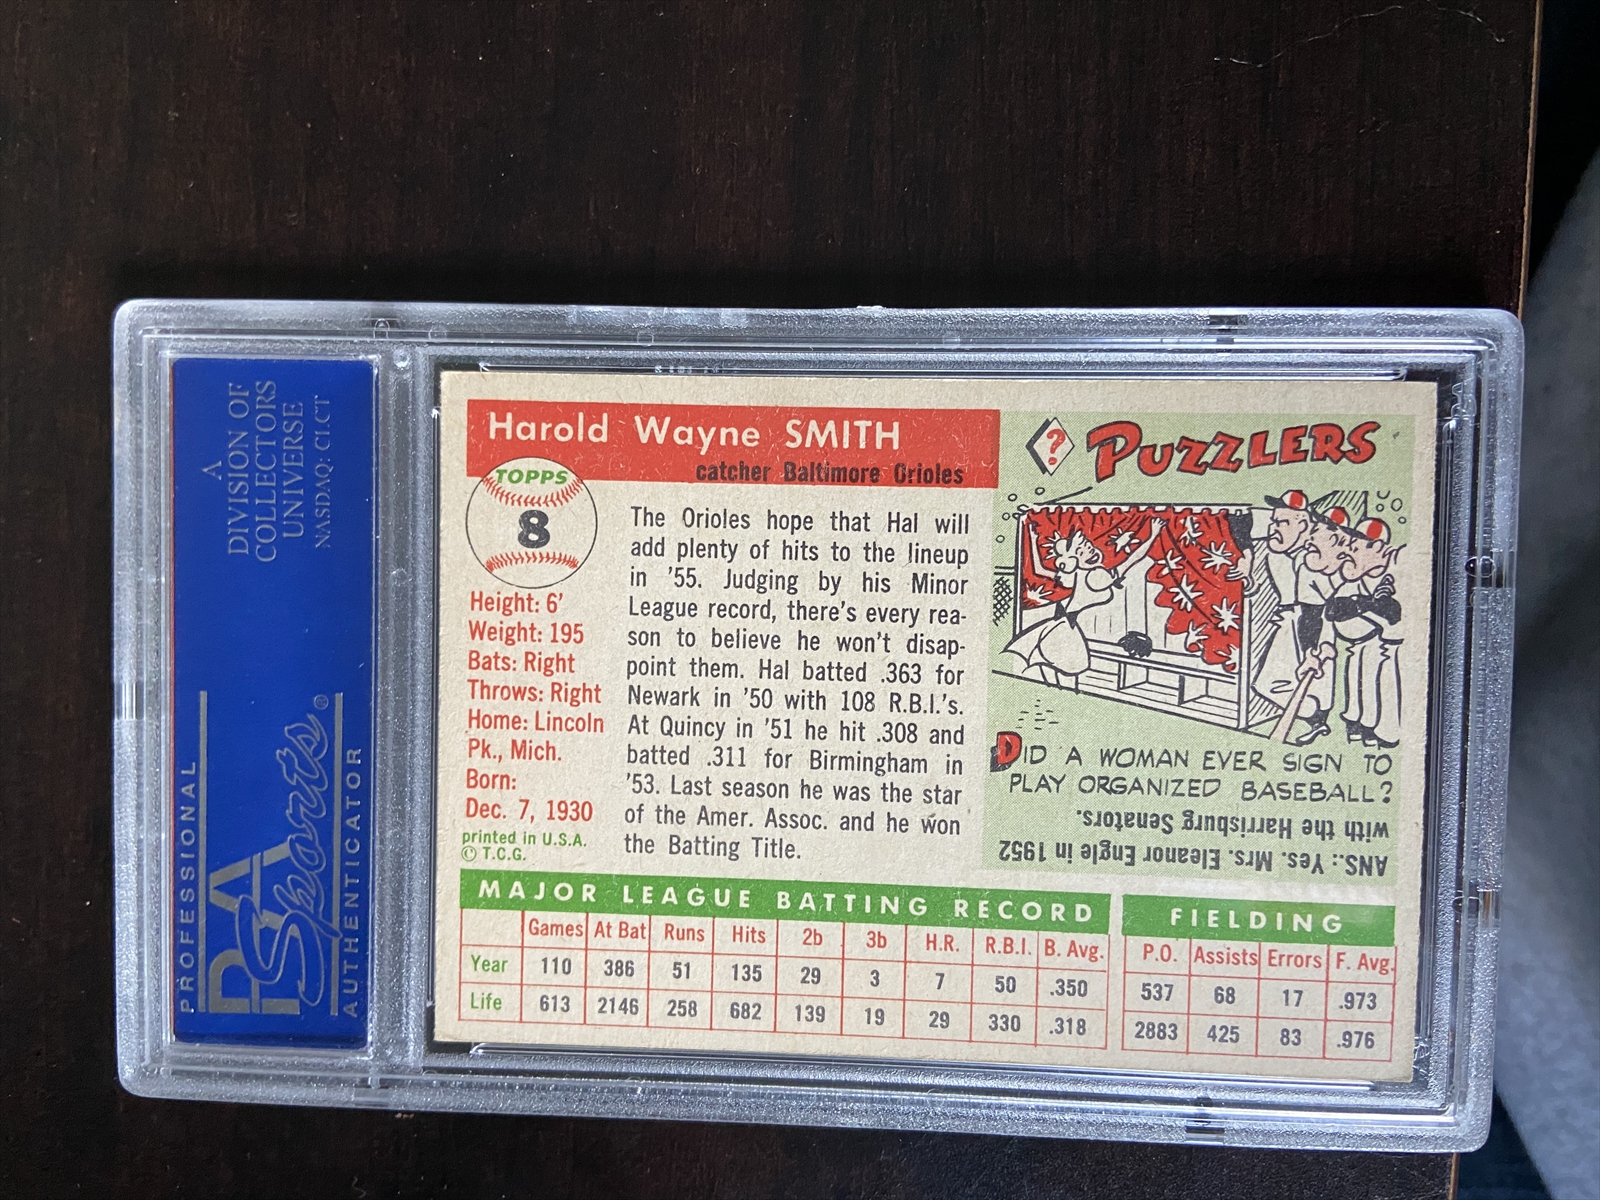 A
DIVISION OF
COLLECTORS
UNIVERSE
NASDAQ: CLCT
PROFESSIONAL
PSA
Sports®
AUTHENTICATOR
Harold Wayne SMITH
catcher Baltimore Orioles
TOPPS
8
Height: 6'
Weight: 195
Bats: Right
Throws: Right
Home: Lincoln
Pk., Mich.
Born:
Dec. 7, 1930
printed in U.S.A.
© T.C.G.
The Orioles hope that Hal will
add plenty of hits to the lineup
in '55. Judging by his Minor
League record, there's every rea-
son to believe he won't disap-
point them. Hal batted .363 for
Newark in '50 with 108 R.B.I.'s.
At Quincy in '51 he hit .308 and
batted .311 for Birmingham in
'53. Last season he was the star
of the Amer. Assoc. and he won
the Batting Title.
? PUZZLERS
DID A WOMAN EVER SIGN TO
PLAY ORGANIZED BASEBALL?
ANS.: Yes. Mrs. Eleanor Engle in 1952
with the Harrisburg Senators.
MAJOR LEAGUE BATTING RECORD
Games At Bat Runs Hits 2b 3b H.R. R.B.I. B. Avg.
Year 110 386 51 135 29 3 7 50 .350
Life 613 2146 258 682 139 19 29 330 .318
FIELDING
P.O. Assists Errors F. Avg.
537 68 17 .973
2883 425 83 .976